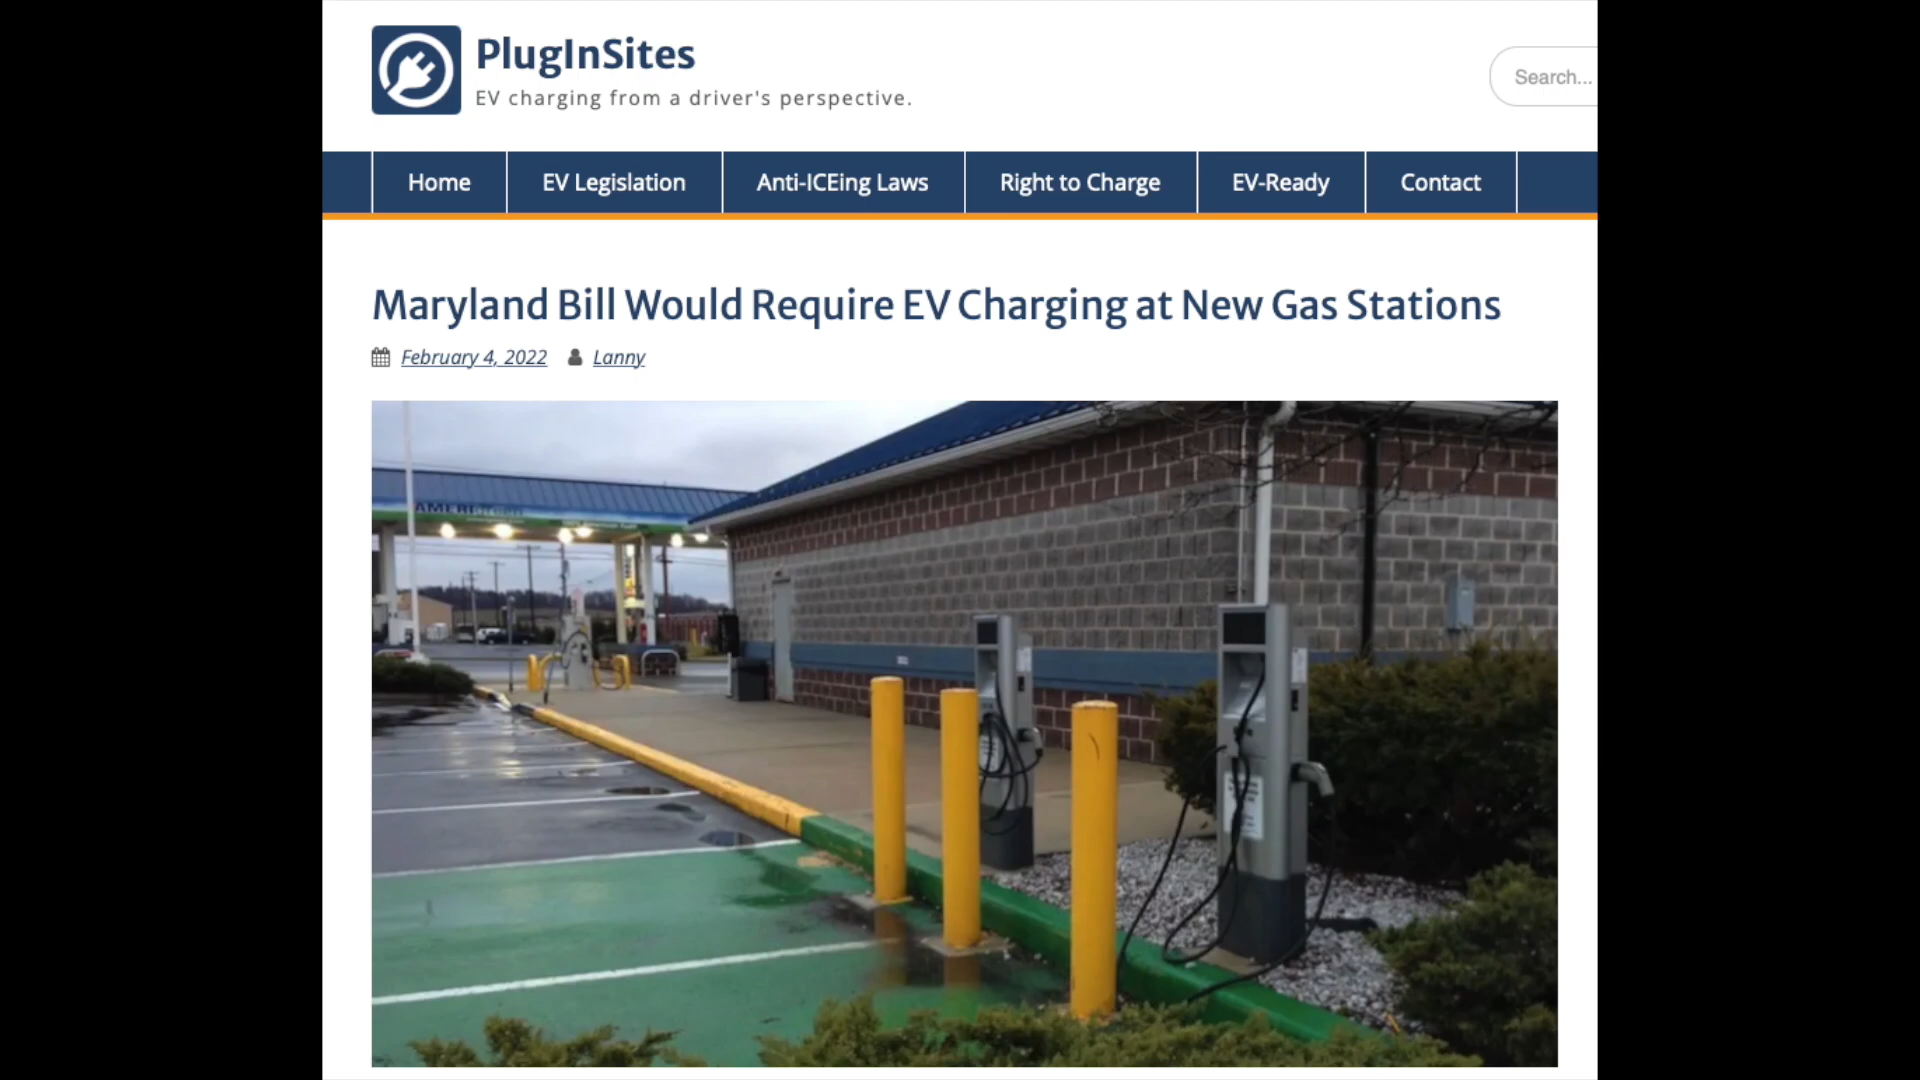 PlugInSites
EV charging from a driver's perspective.
Search...
Home
EV Legislation
Anti-ICEing Laws
Right to Charge
EV-Ready
Contact
Maryland Bill Would Require EV Charging at New Gas Stations
February 4, 2022
Lanny